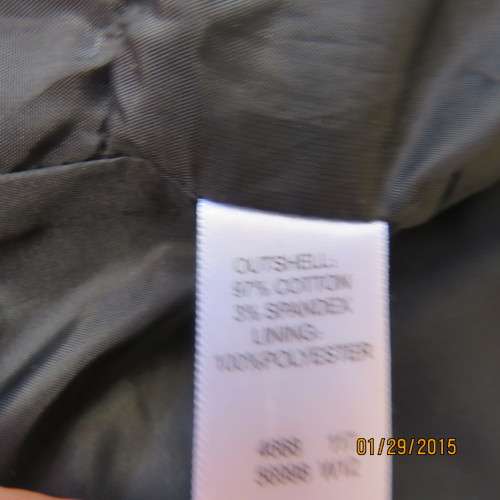 OUTSHELL:
97% COTTON
3% SPANDEX
LINING:
100%POLYESTER
01/29/2015